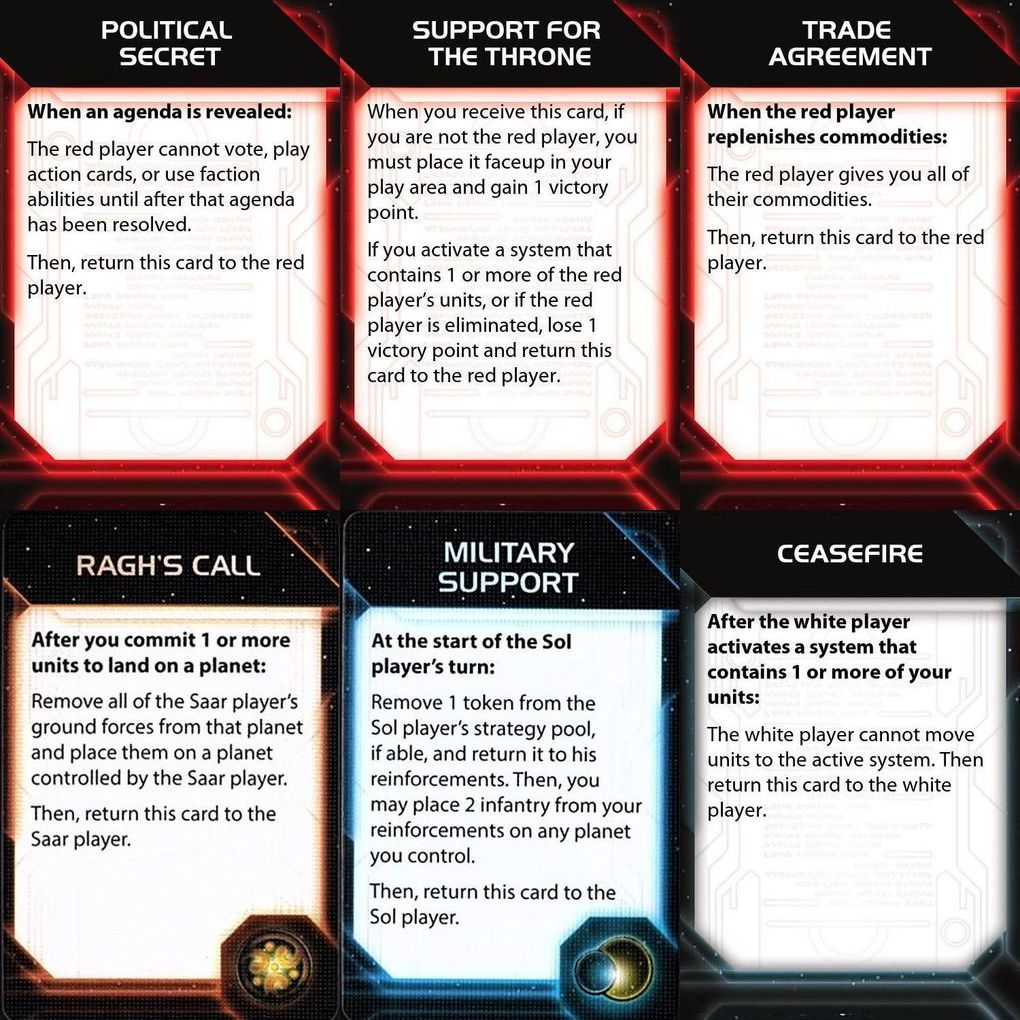 POLITICAL
SECRET
When an agenda is revealed:
The red player cannot vote, play
action cards, or use faction
abilities until after that agenda
has been resolved.
Then, return this card to the red
player.
SUPPORT FOR
THE THRONE
When you receive this card, if
you are not the red player, you
must place it faceup in your
play area and gain 1 victory
point.
If you activate a system that
contains 1 or more of the red
player's units, or if the red
player is eliminated, lose 1
victory point and return this
card to the red player.
TRADE
AGREEMENT
When the red player
replenishes commodities:
The red player gives you all of
their commodities.
Then, return this card to the red
player.
RAGH'S CALL
After you commit 1 or more
units to land on a planet:
Remove all of the Saar player's
ground forces from that planet
and place them on a planet
controlled by the Saar player.
Then, return this card to the
Saar player.
MILITARY
SUPPORT
At the start of the Sol
player's turn:
Remove 1 token from the
Sol player's strategy pool,
if able, and return it to his
reinforcements. Then, you
may place 2 infantry from your
reinforcements on any planet
you control.
Then, return this card to the
Sol player.
CEASEFIRE
After the white player
activates a system that
contains 1 or more of your
units:
The white player cannot move
units to the active system. Then
return this card to the white
player.